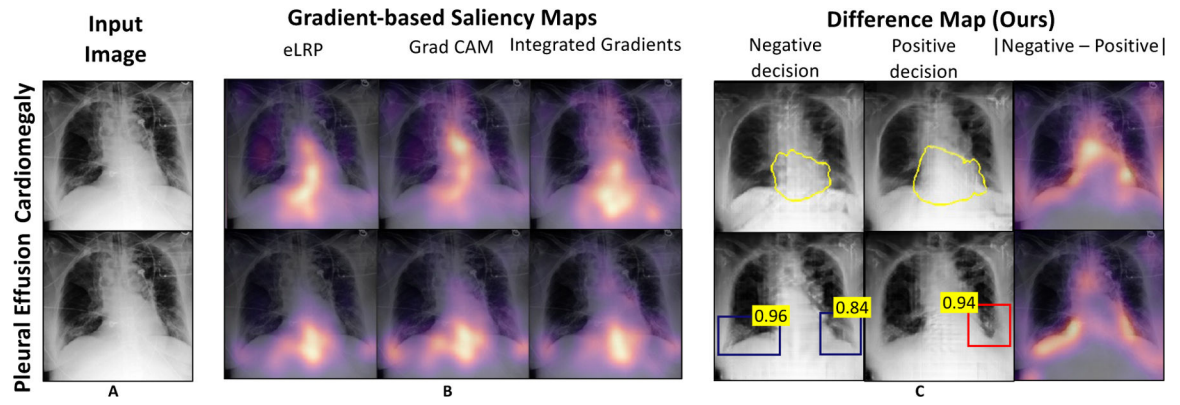 Input
Image
Gradient-based Saliency Maps
eLRP
Grad CAM
Integrated Gradients
Difference Map (Ours)
Negative
decision
Positive
decision
|Negative – Positive|
Cardiomegaly
Pleural Effusion
0.96
0.84
0.94
A
B
C